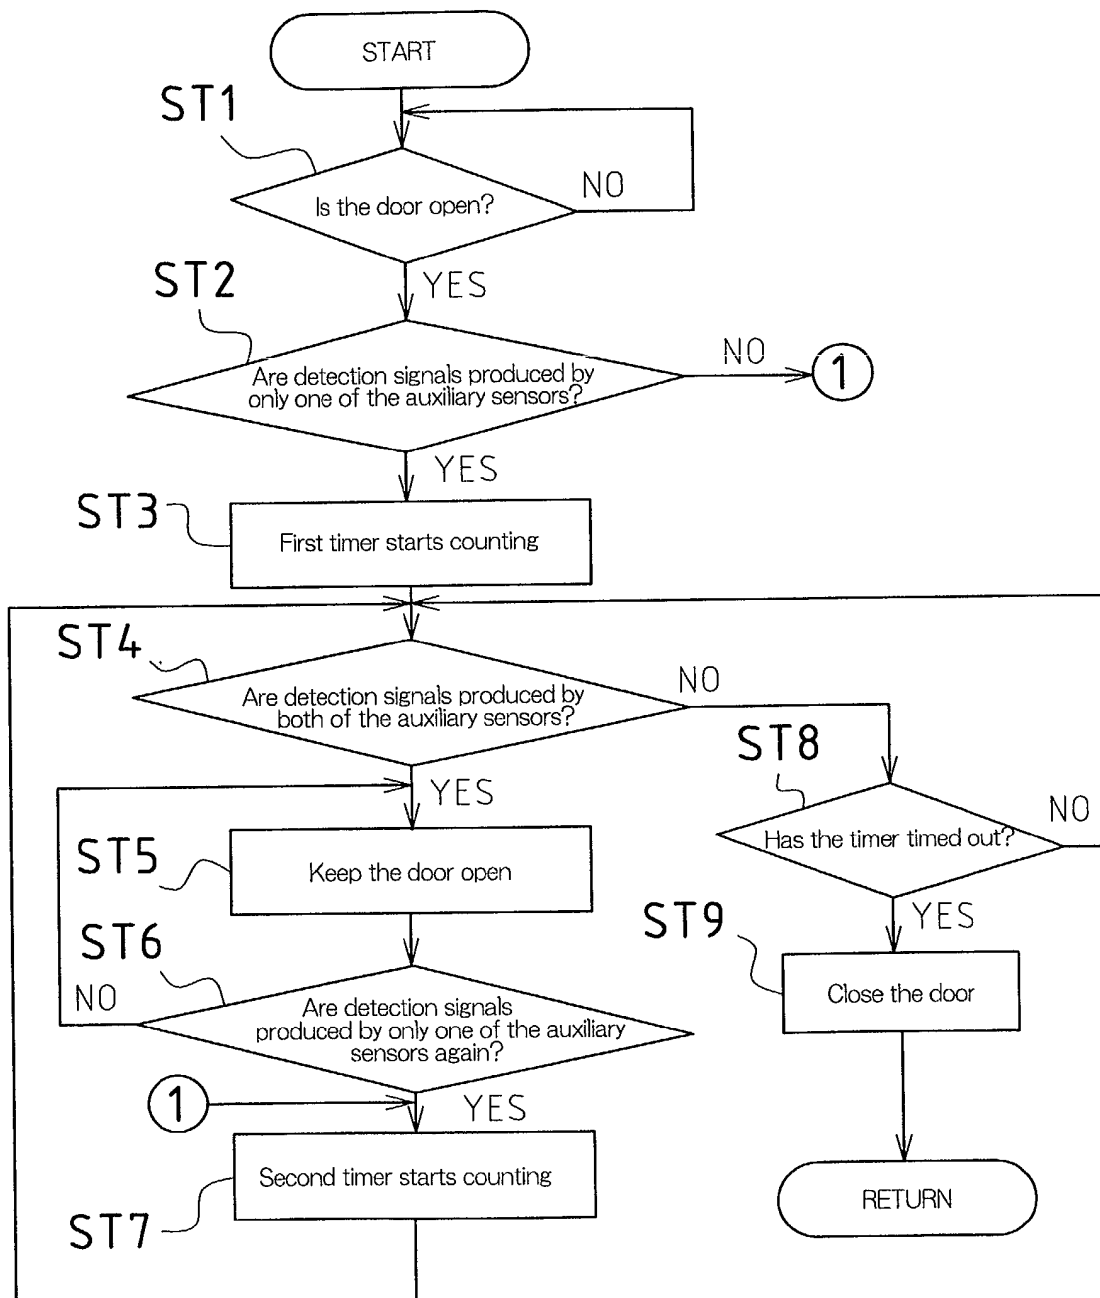 START
ST1
Is the door open?
NO
YES
ST2
Are detection signals produced by
only one of the auxiliary sensors?
NO
1
YES
ST3
First timer starts counting
ST4
Are detection signals produced by
both of the auxiliary sensors?
NO
YES
ST8
Has the timer timed out?
NO
ST5
Keep the door open
YES
ST9
Close the door
ST6
NO
Are detection signals
produced by only one of the auxiliary
sensors again?
1
YES
Second timer starts counting
ST7
RETURN